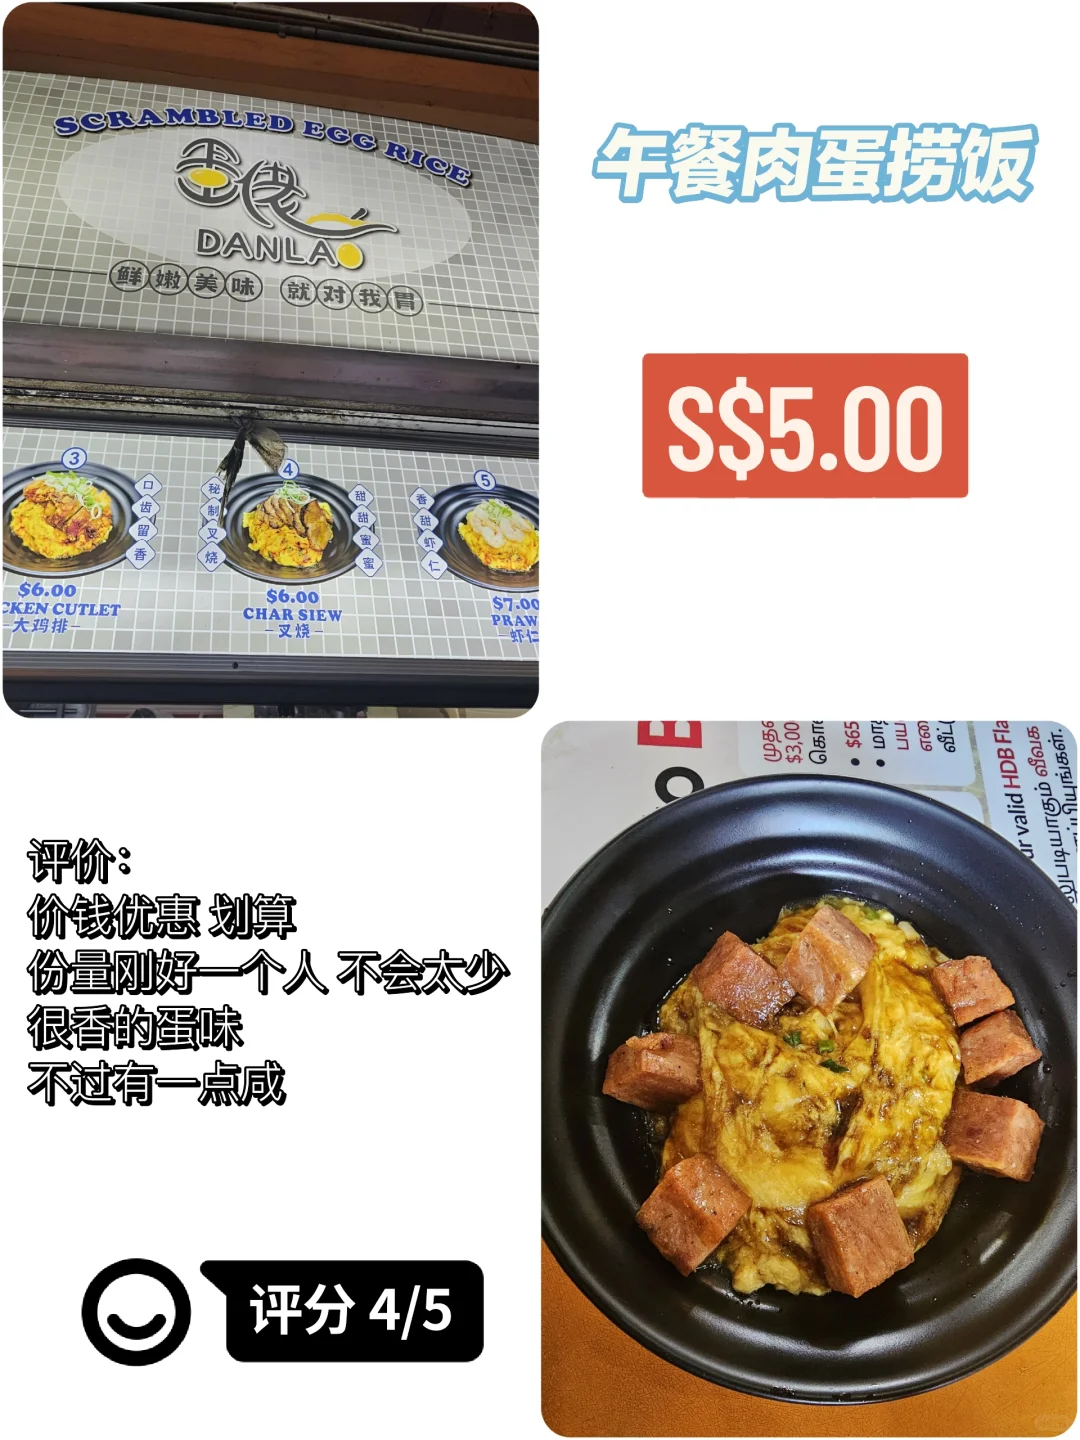 SCRAMBLED EGG RICE
蛋佬
DANLAO
鲜嫩美味 就对我胃
午餐肉蛋捞饭
S$5.00
3
口齿留香
$6.00
CKEN CUTLET
大鸡排
4
秘制叉烧
甜甜蜜蜜
$6.00
CHAR SIEW
叉烧
5
香甜虾仁
$7.00
PRAW
虾仁
评价：
价钱优惠 划算
份量刚好一个人 不会太少
很香的蛋味
不过有一点咸
评分 4/5
B
O
$3,00
$65
ur valid HDB Fla